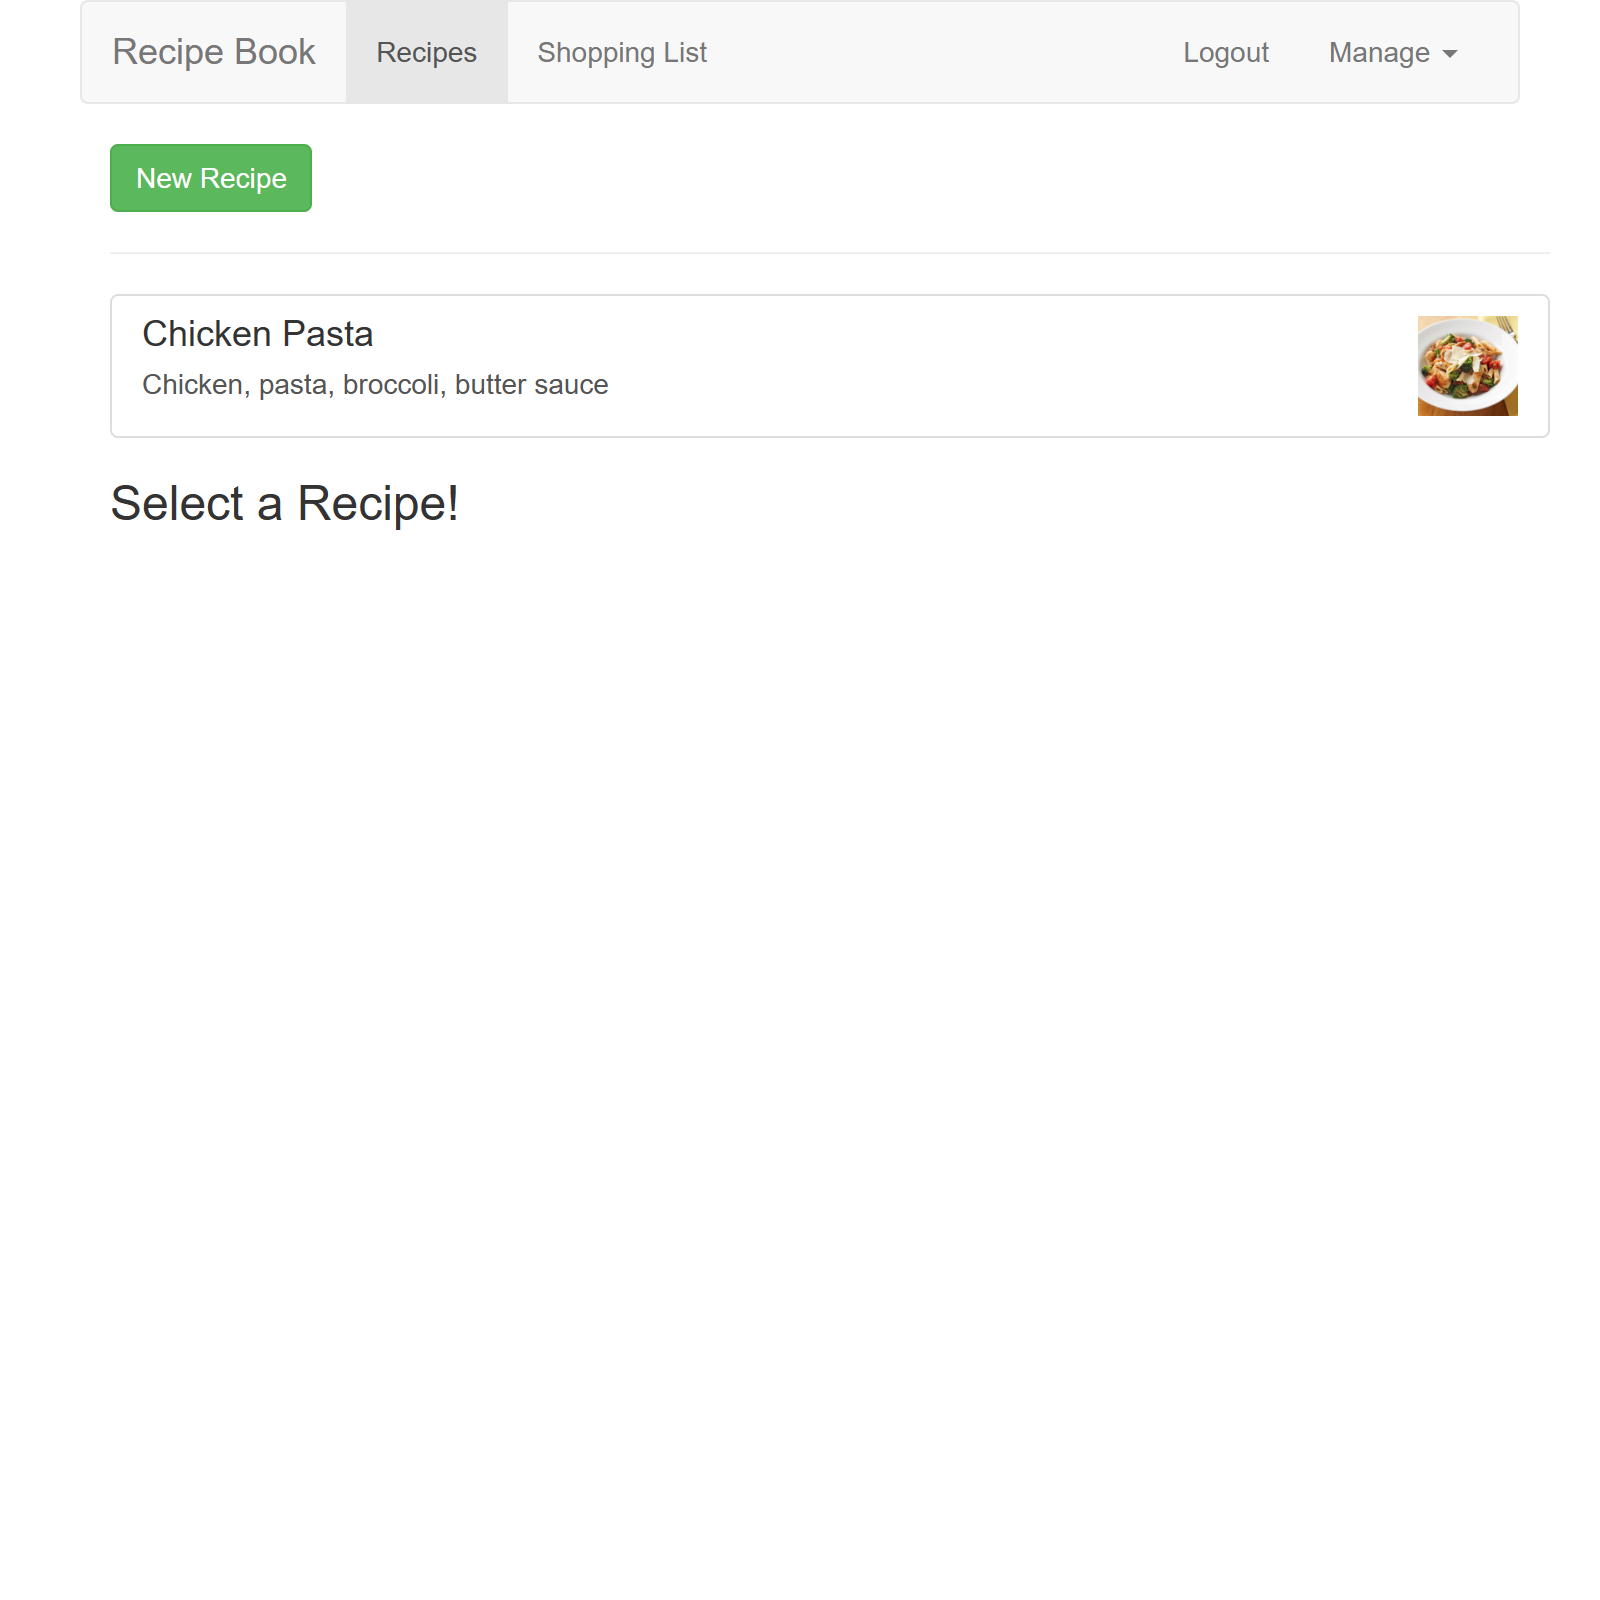 Recipe Book Recipes Shopping List Logout Manage
New Recipe
Chicken Pasta
Chicken, pasta, broccoli, butter sauce
Select a Recipe!